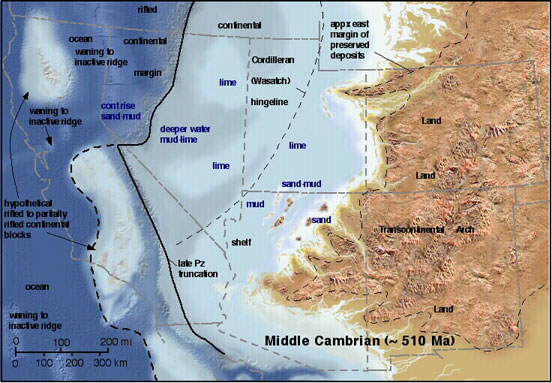 rifted
continental
margin
continental
appx east
margin of
preserved
deposits
ocean
waning to
inactive ridge
continental
Cordilleran
(Wasatch)
hingeline
lime
cont rise
sand-mud
waning to
inactive ridge
deeper water
mud-lime
lime
lime
Land
Land
sand-mud
mud
sand
hypothetical
rifted to partially
rifted continental
blocks
shelf
Transcontinental Arch
late Pz
truncation
ocean
waning to
inactive ridge
Land
Middle Cambrian (~ 510 Ma)
0 100 200 mi
0 100 200 300 km